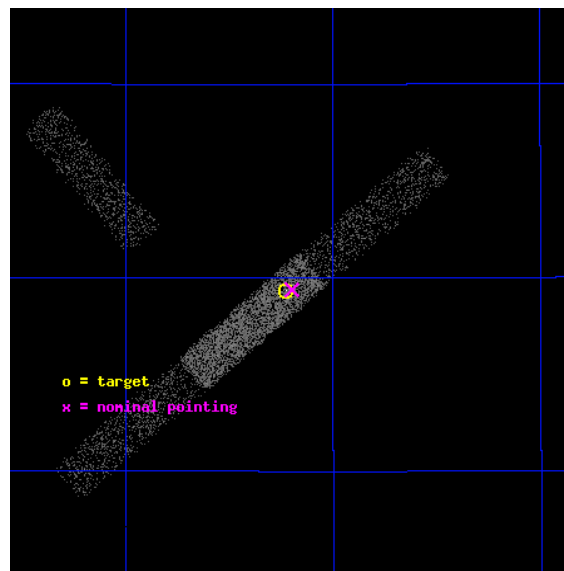 o = target
x = nominal pointing